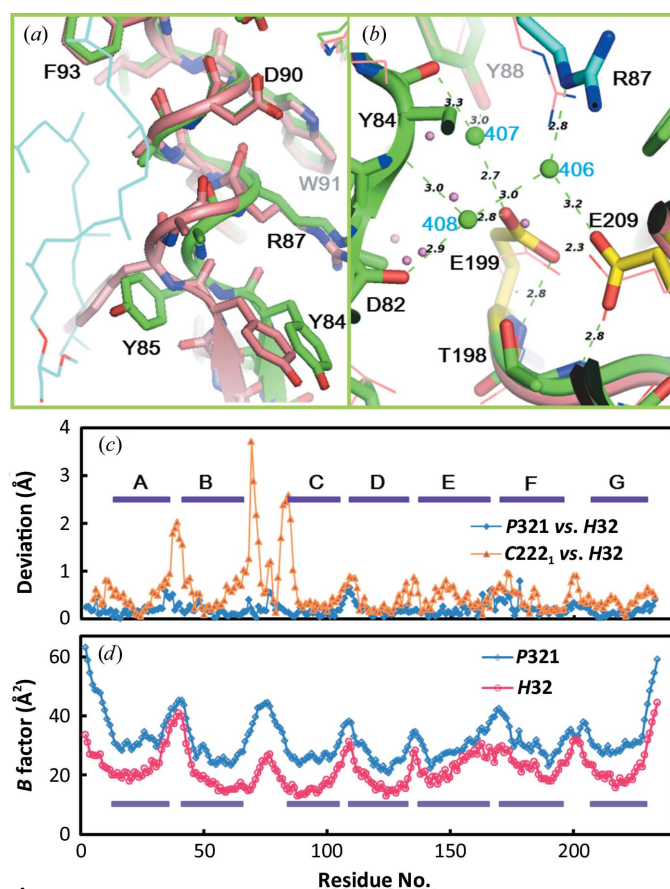 (a)
F93
D90
W91
R87
Y84
Y85
(b)
Y88
R87
Y84
3.3
3.0
407
2.8
406
2.7
3.0
3.0
3.2
408
2.8
E209
2.9
E199
2.3
D82
2.8
T198
2.8
(c)
4
3
2
1
0
Deviation (Å)
A B C D E F G
P321 vs. H32
C222₁ vs. H32
(d)
60
40
20
0
B factor (Å²)
P321
H32
0 50 100 150 200
Residue No.